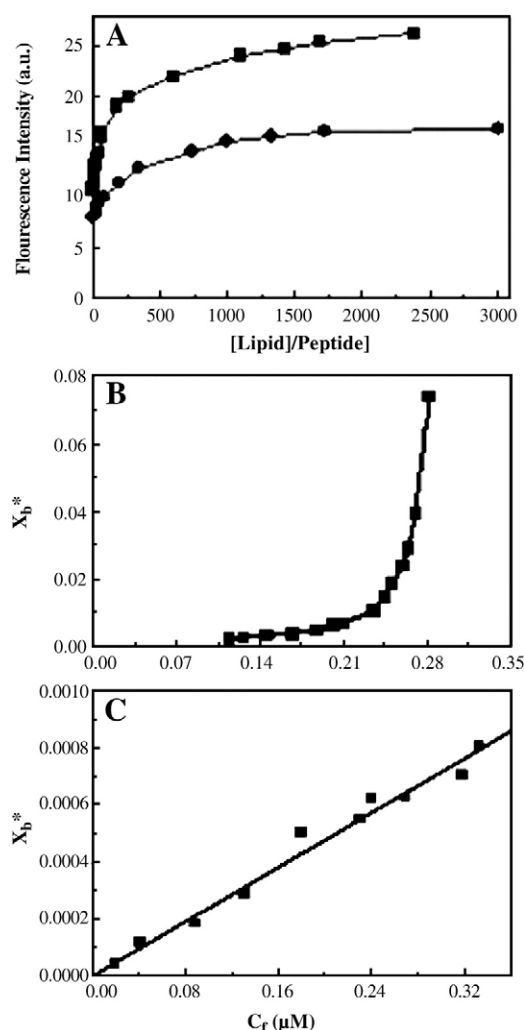 A
Flourescence Intensity (a.u.)
25
20
15
10
5
0
0 500 1000 1500 2000 2500 3000
[Lipid]/Peptide]
B
X_b*
0.08
0.06
0.04
0.02
0.00
0.00 0.07 0.14 0.21 0.28 0.35
C
X_b*
0.0010
0.0008
0.0006
0.0004
0.0002
0.0000
0.00 0.08 0.16 0.24 0.32
C_f (μM)